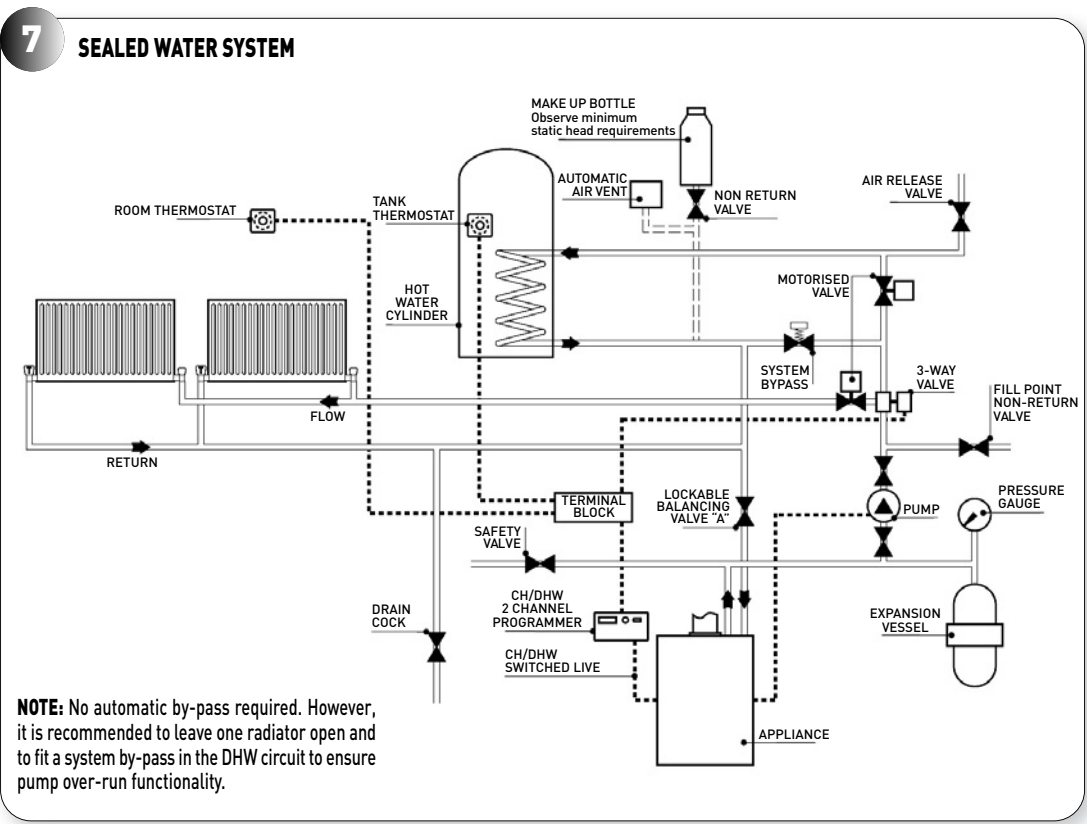 7
SEALED WATER SYSTEM
MAKE UP BOTTLE
Observe minimum
static head requirements
AUTOMATIC
AIR VENT
NON RETURN
VALVE
AIR RELEASE
VALVE
ROOM THERMOSTAT
TANK
THERMOSTAT
HOT
WATER
CYLINDER
MOTORISED
VALVE
SYSTEM
BYPASS
3-WAY
VALVE
FILL POINT
NON-RETURN
VALVE
FLOW
RETURN
TERMINAL
BLOCK
LOCKABLE
BALANCING
VALVE "A"
PUMP
PRESSURE
GAUGE
SAFETY
VALVE
DRAIN
COCK
CH/DHW
2 CHANNEL
PROGRAMMER
CH/DHW
SWITCHED LIVE
EXPANSION
VESSEL
APPLIANCE
NOTE: No automatic by-pass required. However,
it is recommended to leave one radiator open and
to fit a system by-pass in the DHW circuit to ensure
pump over-run functionality.